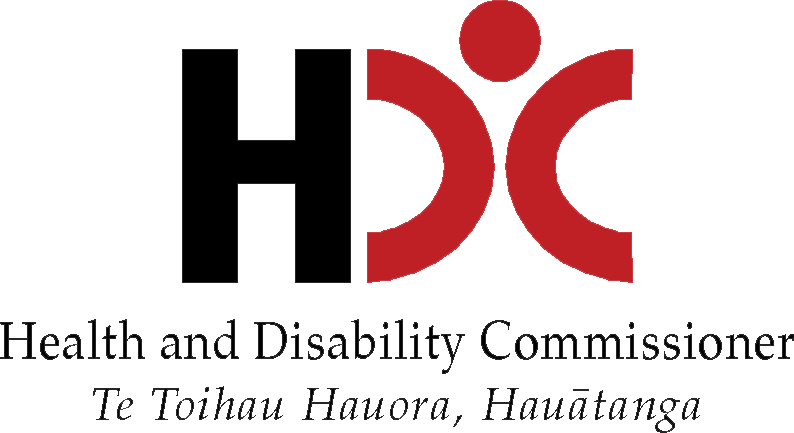 HDC
Health and Disability Commissioner
Te Toihau Hauora, Hauātanga